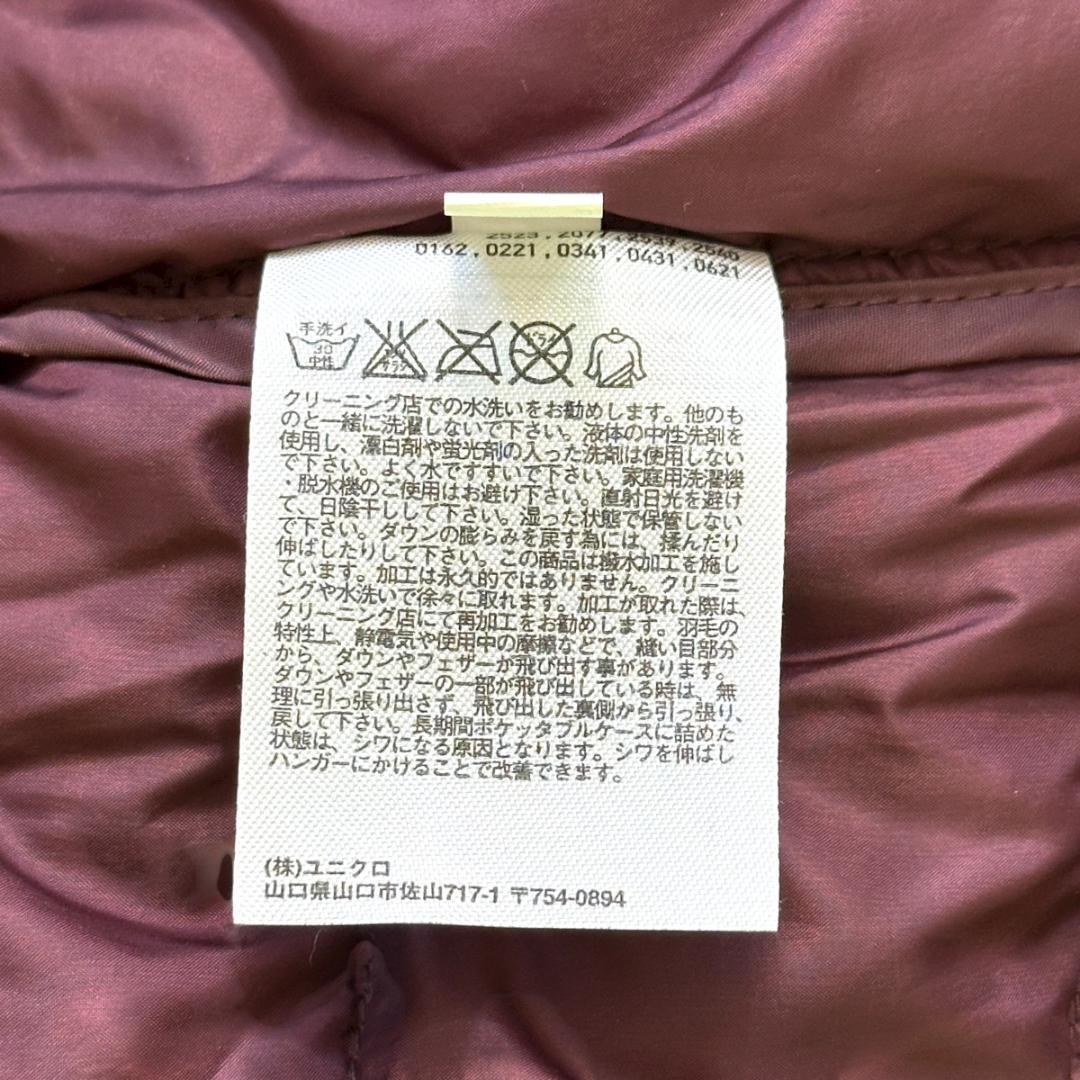 0162,0221,0341,0431,0621
手洗イ
30
中性
クリーニング店での水洗いをお勧めします。他のも
のと一緒に洗濯しないで下さい。液体の中性洗剤を
使用し、漂白剤や蛍光剤の入った洗剤は使用しない
で下さい。よく水ですすいで下さい。家庭用洗濯機
・脱水機のご使用はお避け下さい。直射日光を避け
て、日陰干しして下さい。湿った状態で保管しない
で下さい。ダウンの膨らみを戻す為には、揉んだり
伸ばしたりして下さい。この商品は撥水加工を施し
ています。加工は永久的ではありません。クリーニ
ングや水洗いで徐々に取れます。加工が取れた際は、
クリーニング店にて再加工をお勧めします。羽毛の
特性上、静電気や使用中の摩擦などで、縫い目部分
から、ダウンやフェザーが飛び出す事があります。
ダウンやフェザーの一部が飛び出している時は、無
理に引っ張り出さず、飛び出した裏側から引っ張り、
戻して下さい。長期間ポケッタブルケースに詰めた
状態は、シワになる原因となります。シワを伸ばし
ハンガーにかけることで改善できます。
(株)ユニクロ
山口県山口市佐山717-1 〒754-0894